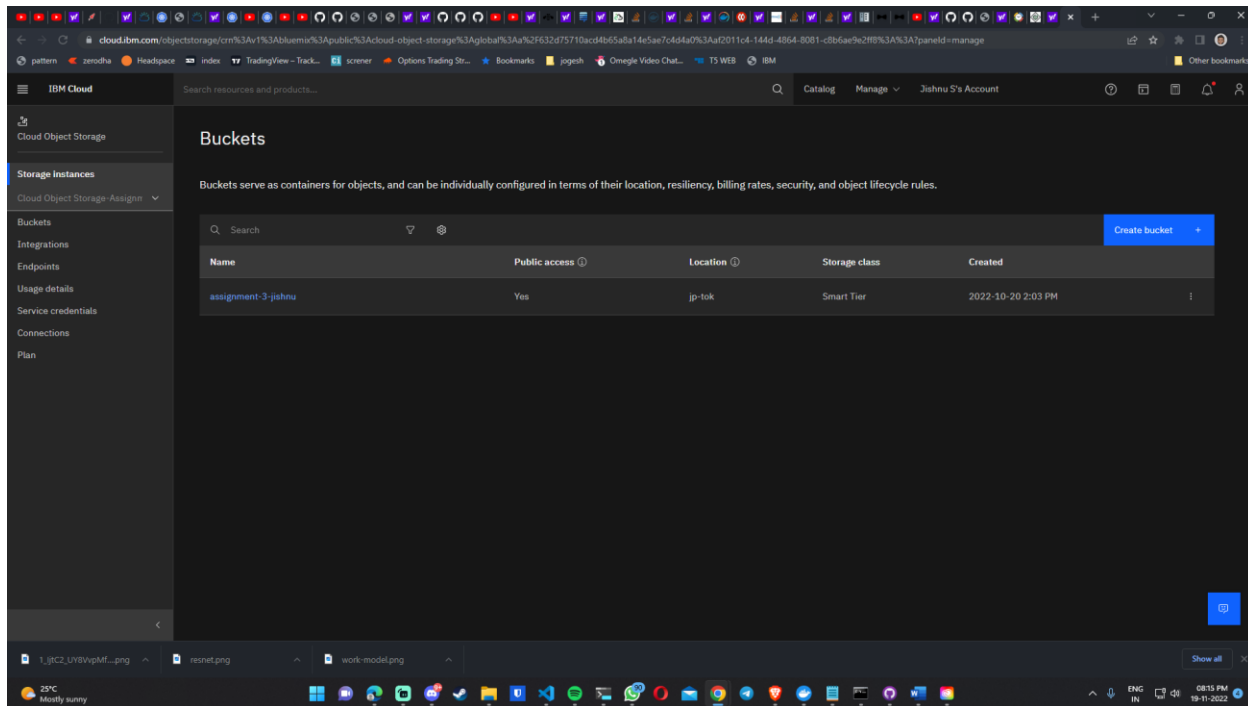 cloud.ibm.com/objectstorage/crn%3Av1%3Abluemix%3Apublic%3Acloud-object-storage%3Aglobal%3Aa%2F632d75710acd4b65a8a14e5ae7c4d4a0%3Aaf2011c4-144d-4864-8081-c8b6ae9e2ff8%3A%3A?paneId=manage
pattern zerodha Headspace index TradingView – Track... screner Options Trading Str... Bookmarks jogesh Omegle Video Chat... T5 WEB IBM Other bookmarks
IBM Cloud Search resources and products... Catalog Manage Jishnu S's Account
Cloud Object Storage
Buckets
Storage instances
Cloud Object Storage-Assignn
Buckets serve as containers for objects, and can be individually configured in terms of their location, resiliency, billing rates, security, and object lifecycle rules.
Buckets
Integrations
Endpoints
Usage details
Service credentials
Connections
Plan
Search Create bucket +
Name Public access Location Storage class Created
assignment-3-jishnu Yes jp-tok Smart Tier 2022-10-20 2:03 PM
resnet.png work-model.png Show all
25°C
Mostly sunny
ENG
IN
08:15 PM
19-11-2022